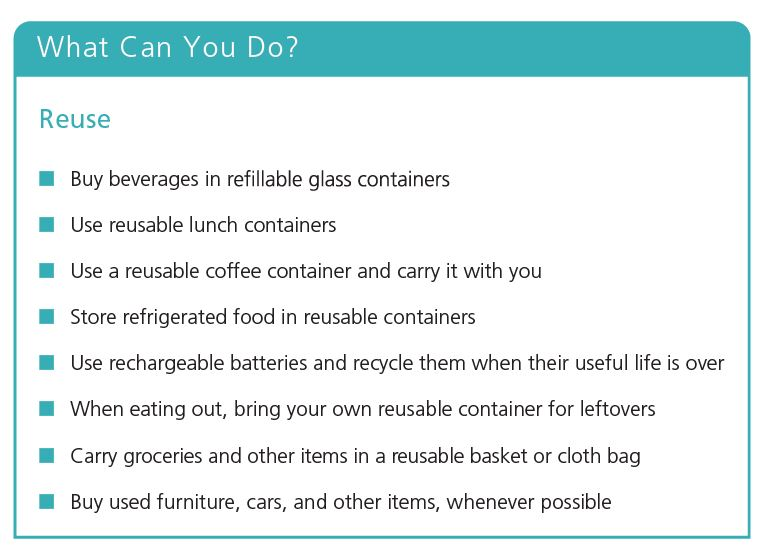 What Can You Do?
Reuse
Buy beverages in refillable glass containers
Use reusable lunch containers
Use a reusable coffee container and carry it with you
Store refrigerated food in reusable containers
Use rechargeable batteries and recycle them when their useful life is over
When eating out, bring your own reusable container for leftovers
Carry groceries and other items in a reusable basket or cloth bag
Buy used furniture, cars, and other items, whenever possible